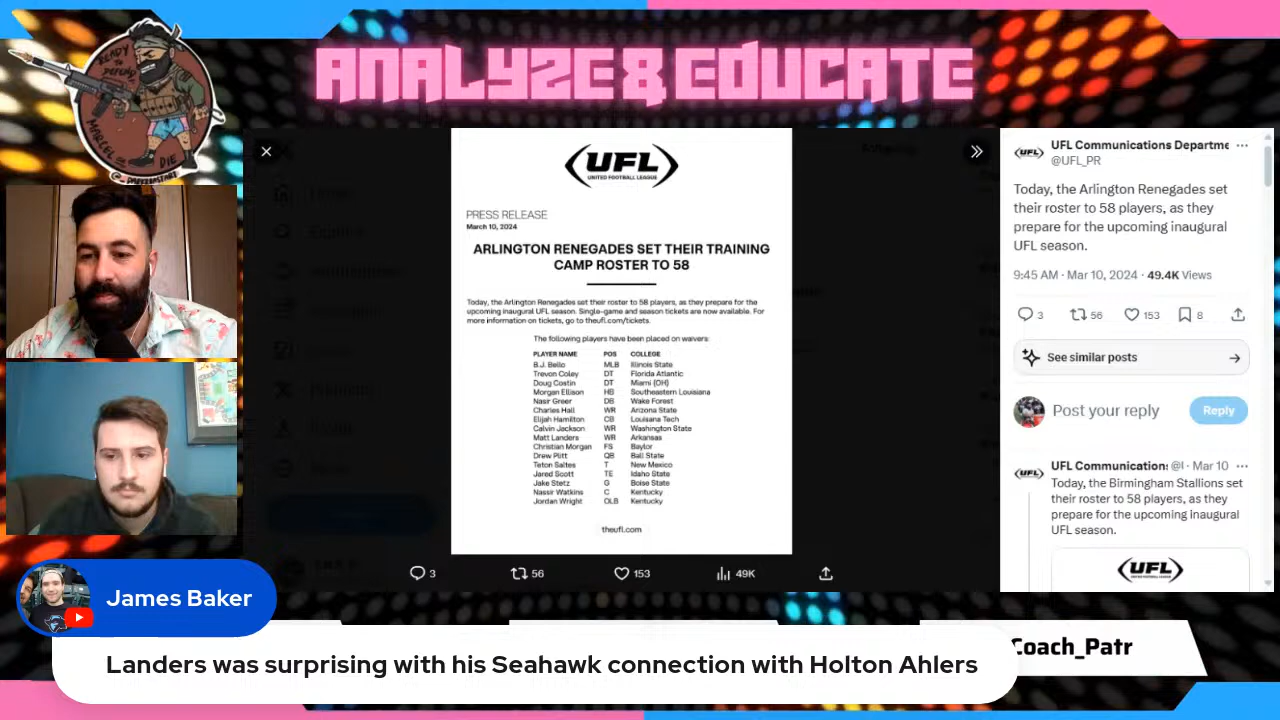 ANALYZE & EDUCATE
READY
TO
DEFEND
MARCEL OR
DIE
UFL
UNITED FOOTBALL LEAGUE
PRESS RELEASE
March 10, 2024
ARLINGTON RENEGADES SET THEIR TRAINING
CAMP ROSTER TO 58
Today, the Arlington Renegades set their roster to 58 players, as they prepare for the
upcoming inaugural UFL season. Single-game and season tickets are now available. For
more information on tickets, go to theufl.com/tickets.
The following players have been placed on waivers:
PLAYER NAME POS COLLEGE
B.J. Bello MLB Illinois State
Trevon Coley DT Florida Atlantic
Doug Costin DT Miami (OH)
Morgan Ellison HB Southeastern Louisiana
Nasir Greer DB Wake Forest
Charles Hall WR Arizona State
Elijah Hamilton CB Louisiana Tech
Calvin Jackson WR Washington State
Matt Landers WR Arkansas
Christian Morgan FS Baylor
Drew Plitt QB Ball State
Teton Saltes T New Mexico
Jared Scott TE Idaho State
Jake Stetz G Boise State
Nassir Watkins C Kentucky
Jordan Wright OLB Kentucky
theufl.com
3 56 153 49K
UFL Communications Departme ...
@UFL_PR
Today, the Arlington Renegades set
their roster to 58 players, as they
prepare for the upcoming inaugural
UFL season.
9:45 AM · Mar 10, 2024 · 49.4K Views
3 56 153 8
See similar posts
Post your reply
Reply
UFL Communications @U · Mar 10 ...
Today, the Birmingham Stallions set
their roster to 58 players, as they
prepare for the upcoming inaugural
UFL season.
UFL
James Baker
Landers was surprising with his Seahawk connection with Holton Ahlers
Coach_Patr